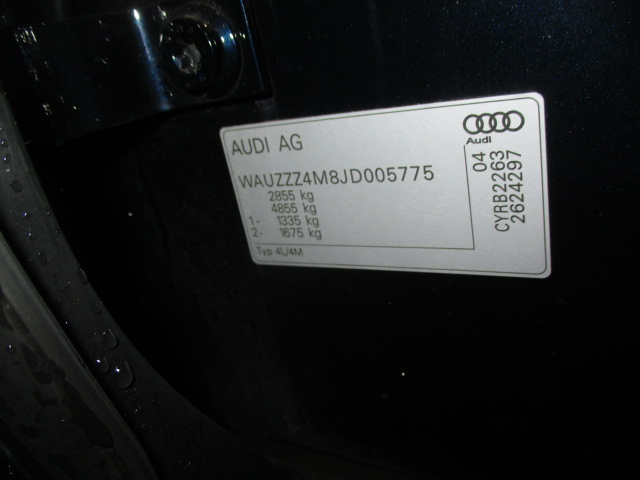 AUDI AG
WAUZZZ4M8JD005775
2855 kg
4855 kg
1- 1335 kg
2- 1675 kg
Typ 4L/4M
Audi
04
CYRB2263
2624297